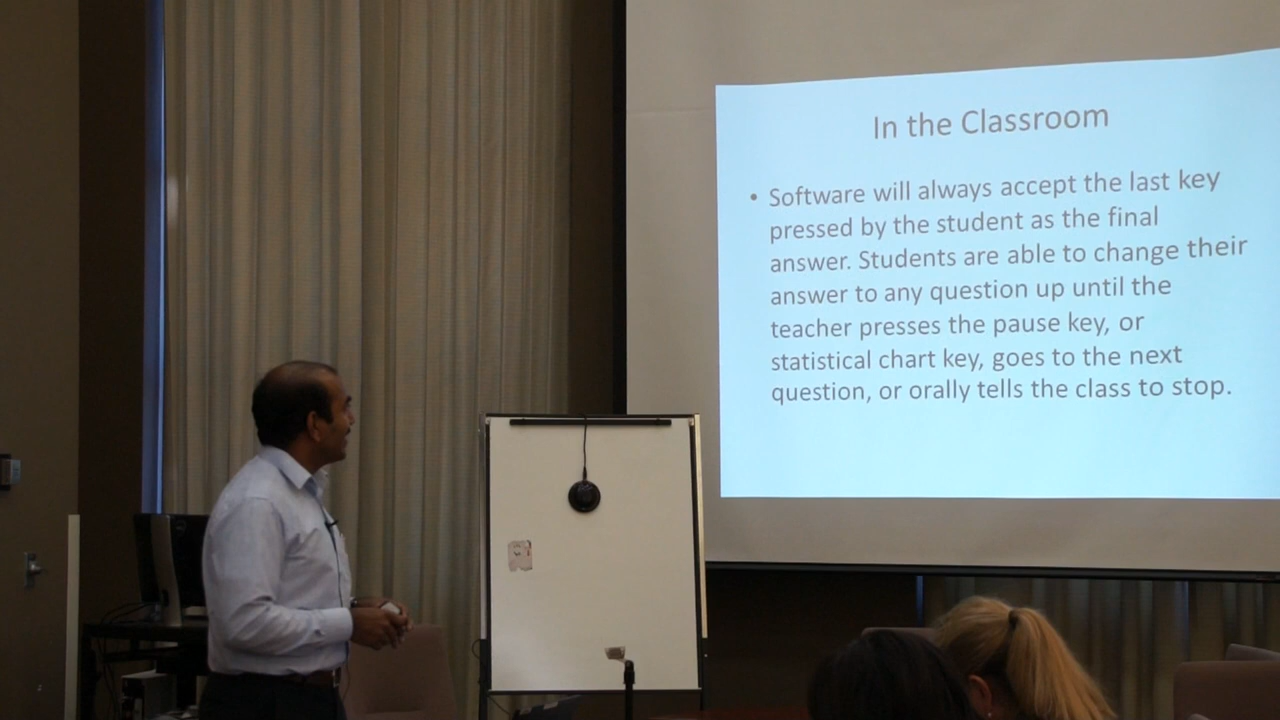 In the Classroom
• Software will always accept the last key
pressed by the student as the final
answer. Students are able to change their
answer to any question up until the
teacher presses the pause key, or
statistical chart key, goes to the next
question, or orally tells the class to stop.